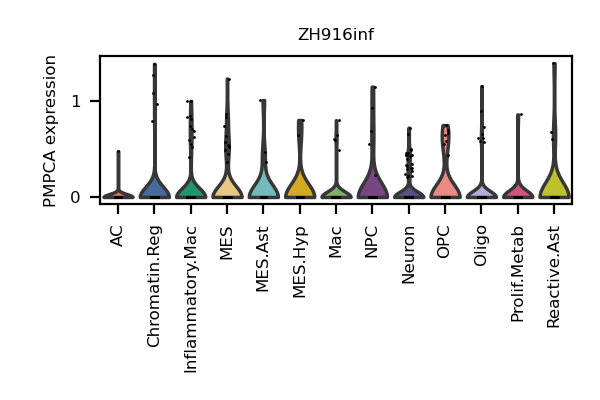 ZH916inf
PMPCA expression
1
0
AC
Chromatin.Reg
Inflammatory.Mac
MES
MES.Ast
MES.Hyp
Mac
NPC
Neuron
OPC
Oligo
Prolif.Metab
Reactive.Ast